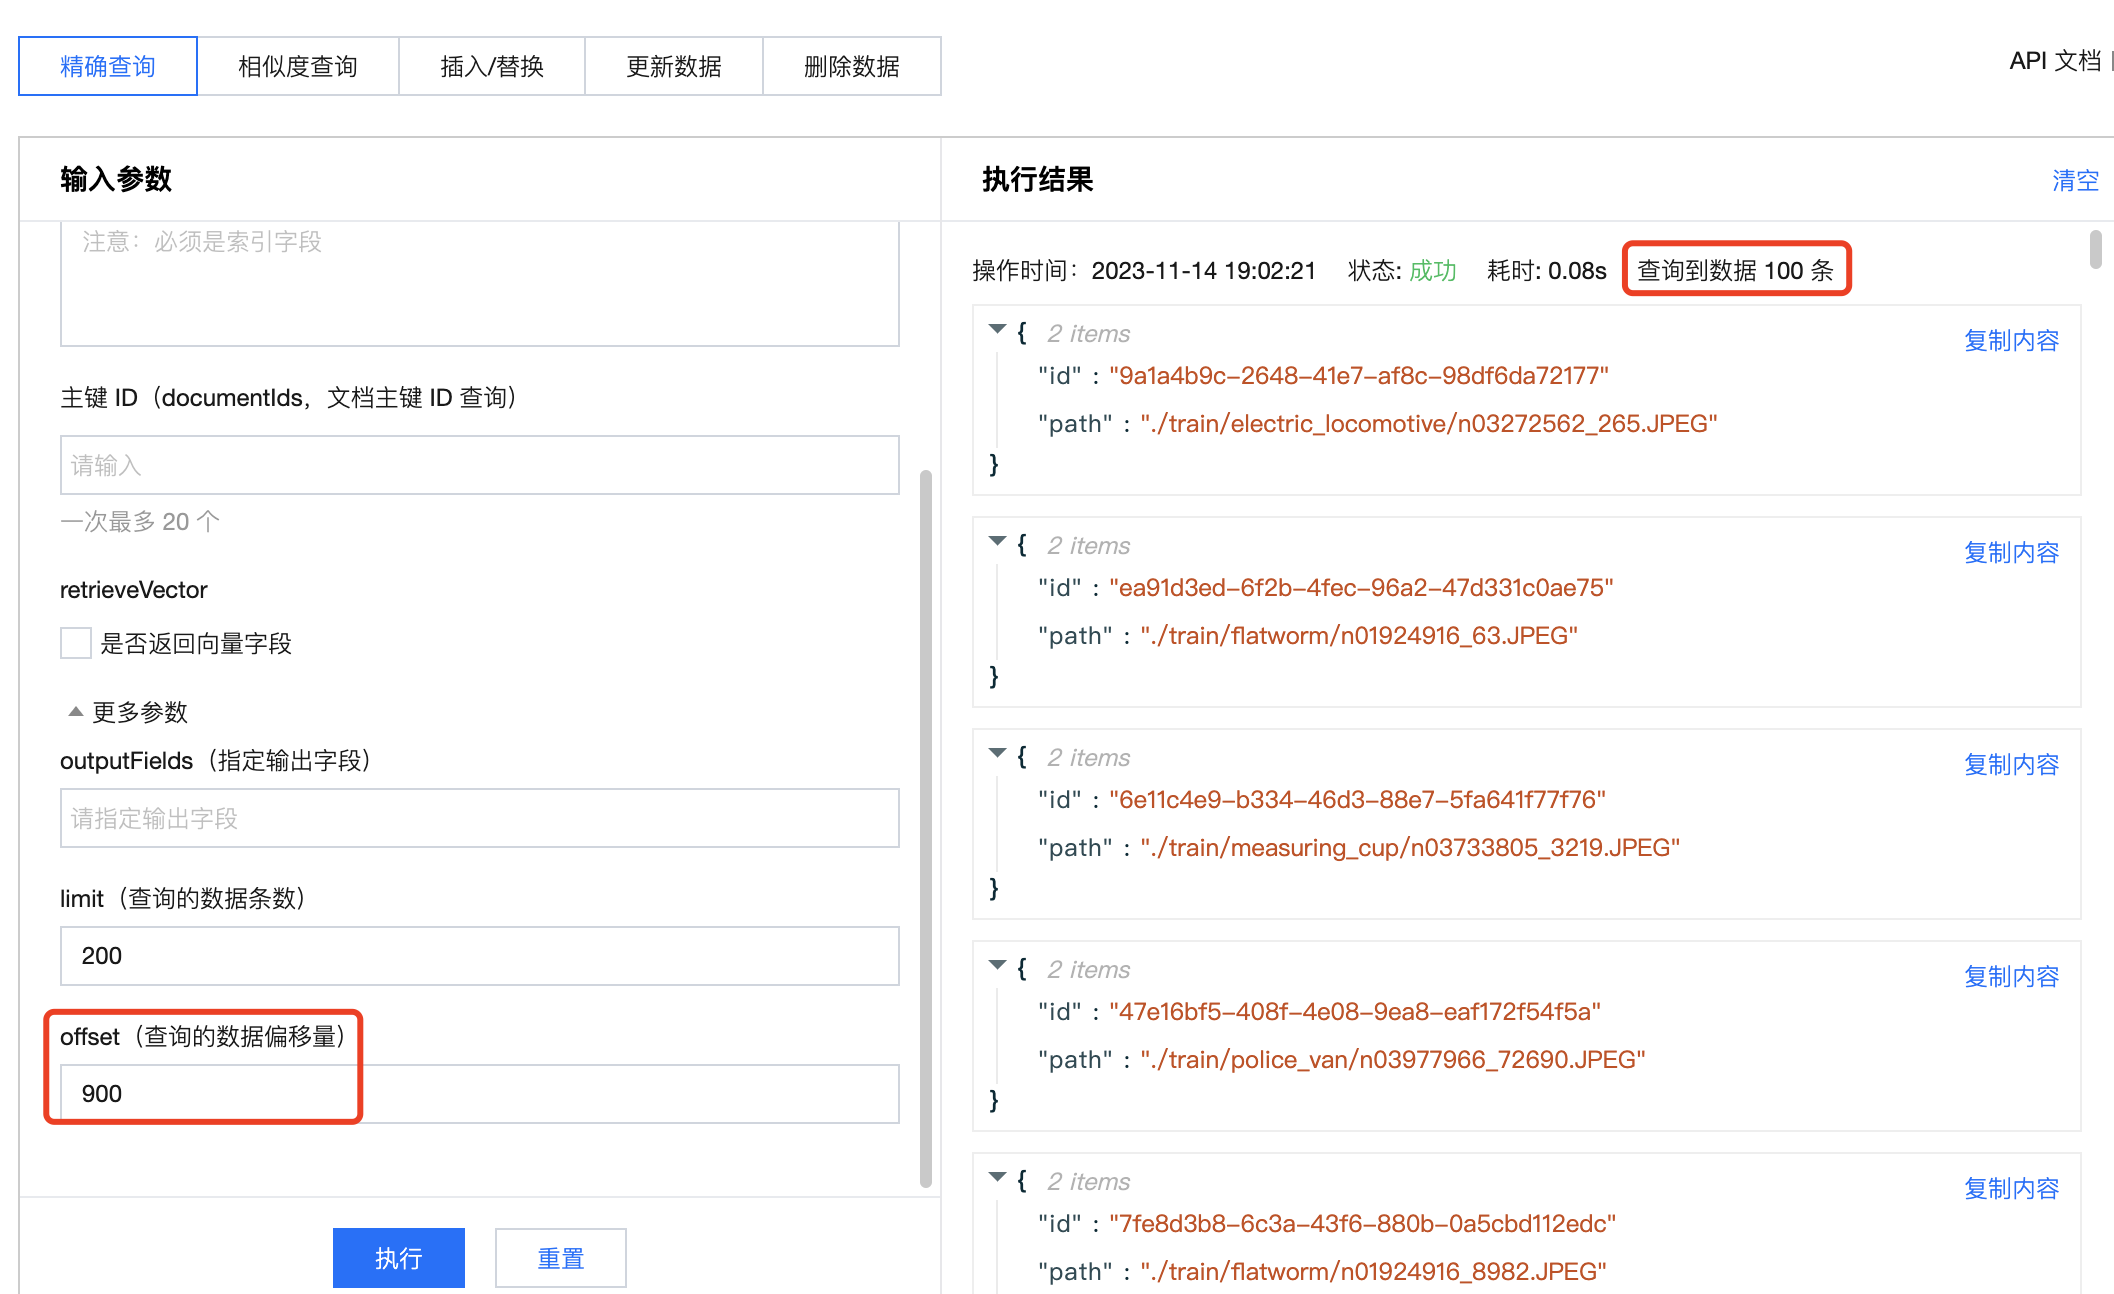 精确查询
相似度查询
插入/替换
更新数据
删除数据
API 文档
输入参数
注意：必须是索引字段
主键 ID（documentIds，文档主键 ID 查询）
请输入
一次最多 20 个
retrieveVector
是否返回向量字段
更多参数
outputFields（指定输出字段）
请指定输出字段
limit（查询的数据条数）
200
offset（查询的数据偏移量）
900
执行
重置
执行结果
清空
操作时间：2023-11-14 19:02:21 状态: 成功 耗时: 0.08s 查询到数据 100 条
{ 2 items
复制内容
"id" : "9a1a4b9c-2648-41e7-af8c-98df6da72177"
"path" : "./train/electric_locomotive/n03272562_265.JPEG"
}
{ 2 items
复制内容
"id" : "ea91d3ed-6f2b-4fec-96a2-47d331c0ae75"
"path" : "./train/flatworm/n01924916_63.JPEG"
}
{ 2 items
复制内容
"id" : "6e11c4e9-b334-46d3-88e7-5fa641f77f76"
"path" : "./train/measuring_cup/n03733805_3219.JPEG"
}
{ 2 items
复制内容
"id" : "47e16bf5-408f-4e08-9ea8-eaf172f54f5a"
"path" : "./train/police_van/n03977966_72690.JPEG"
}
{ 2 items
复制内容
"id" : "7fe8d3b8-6c3a-43f6-880b-0a5cbd112edc"
"path" : "./train/flatworm/n01924916_8982.JPEG"